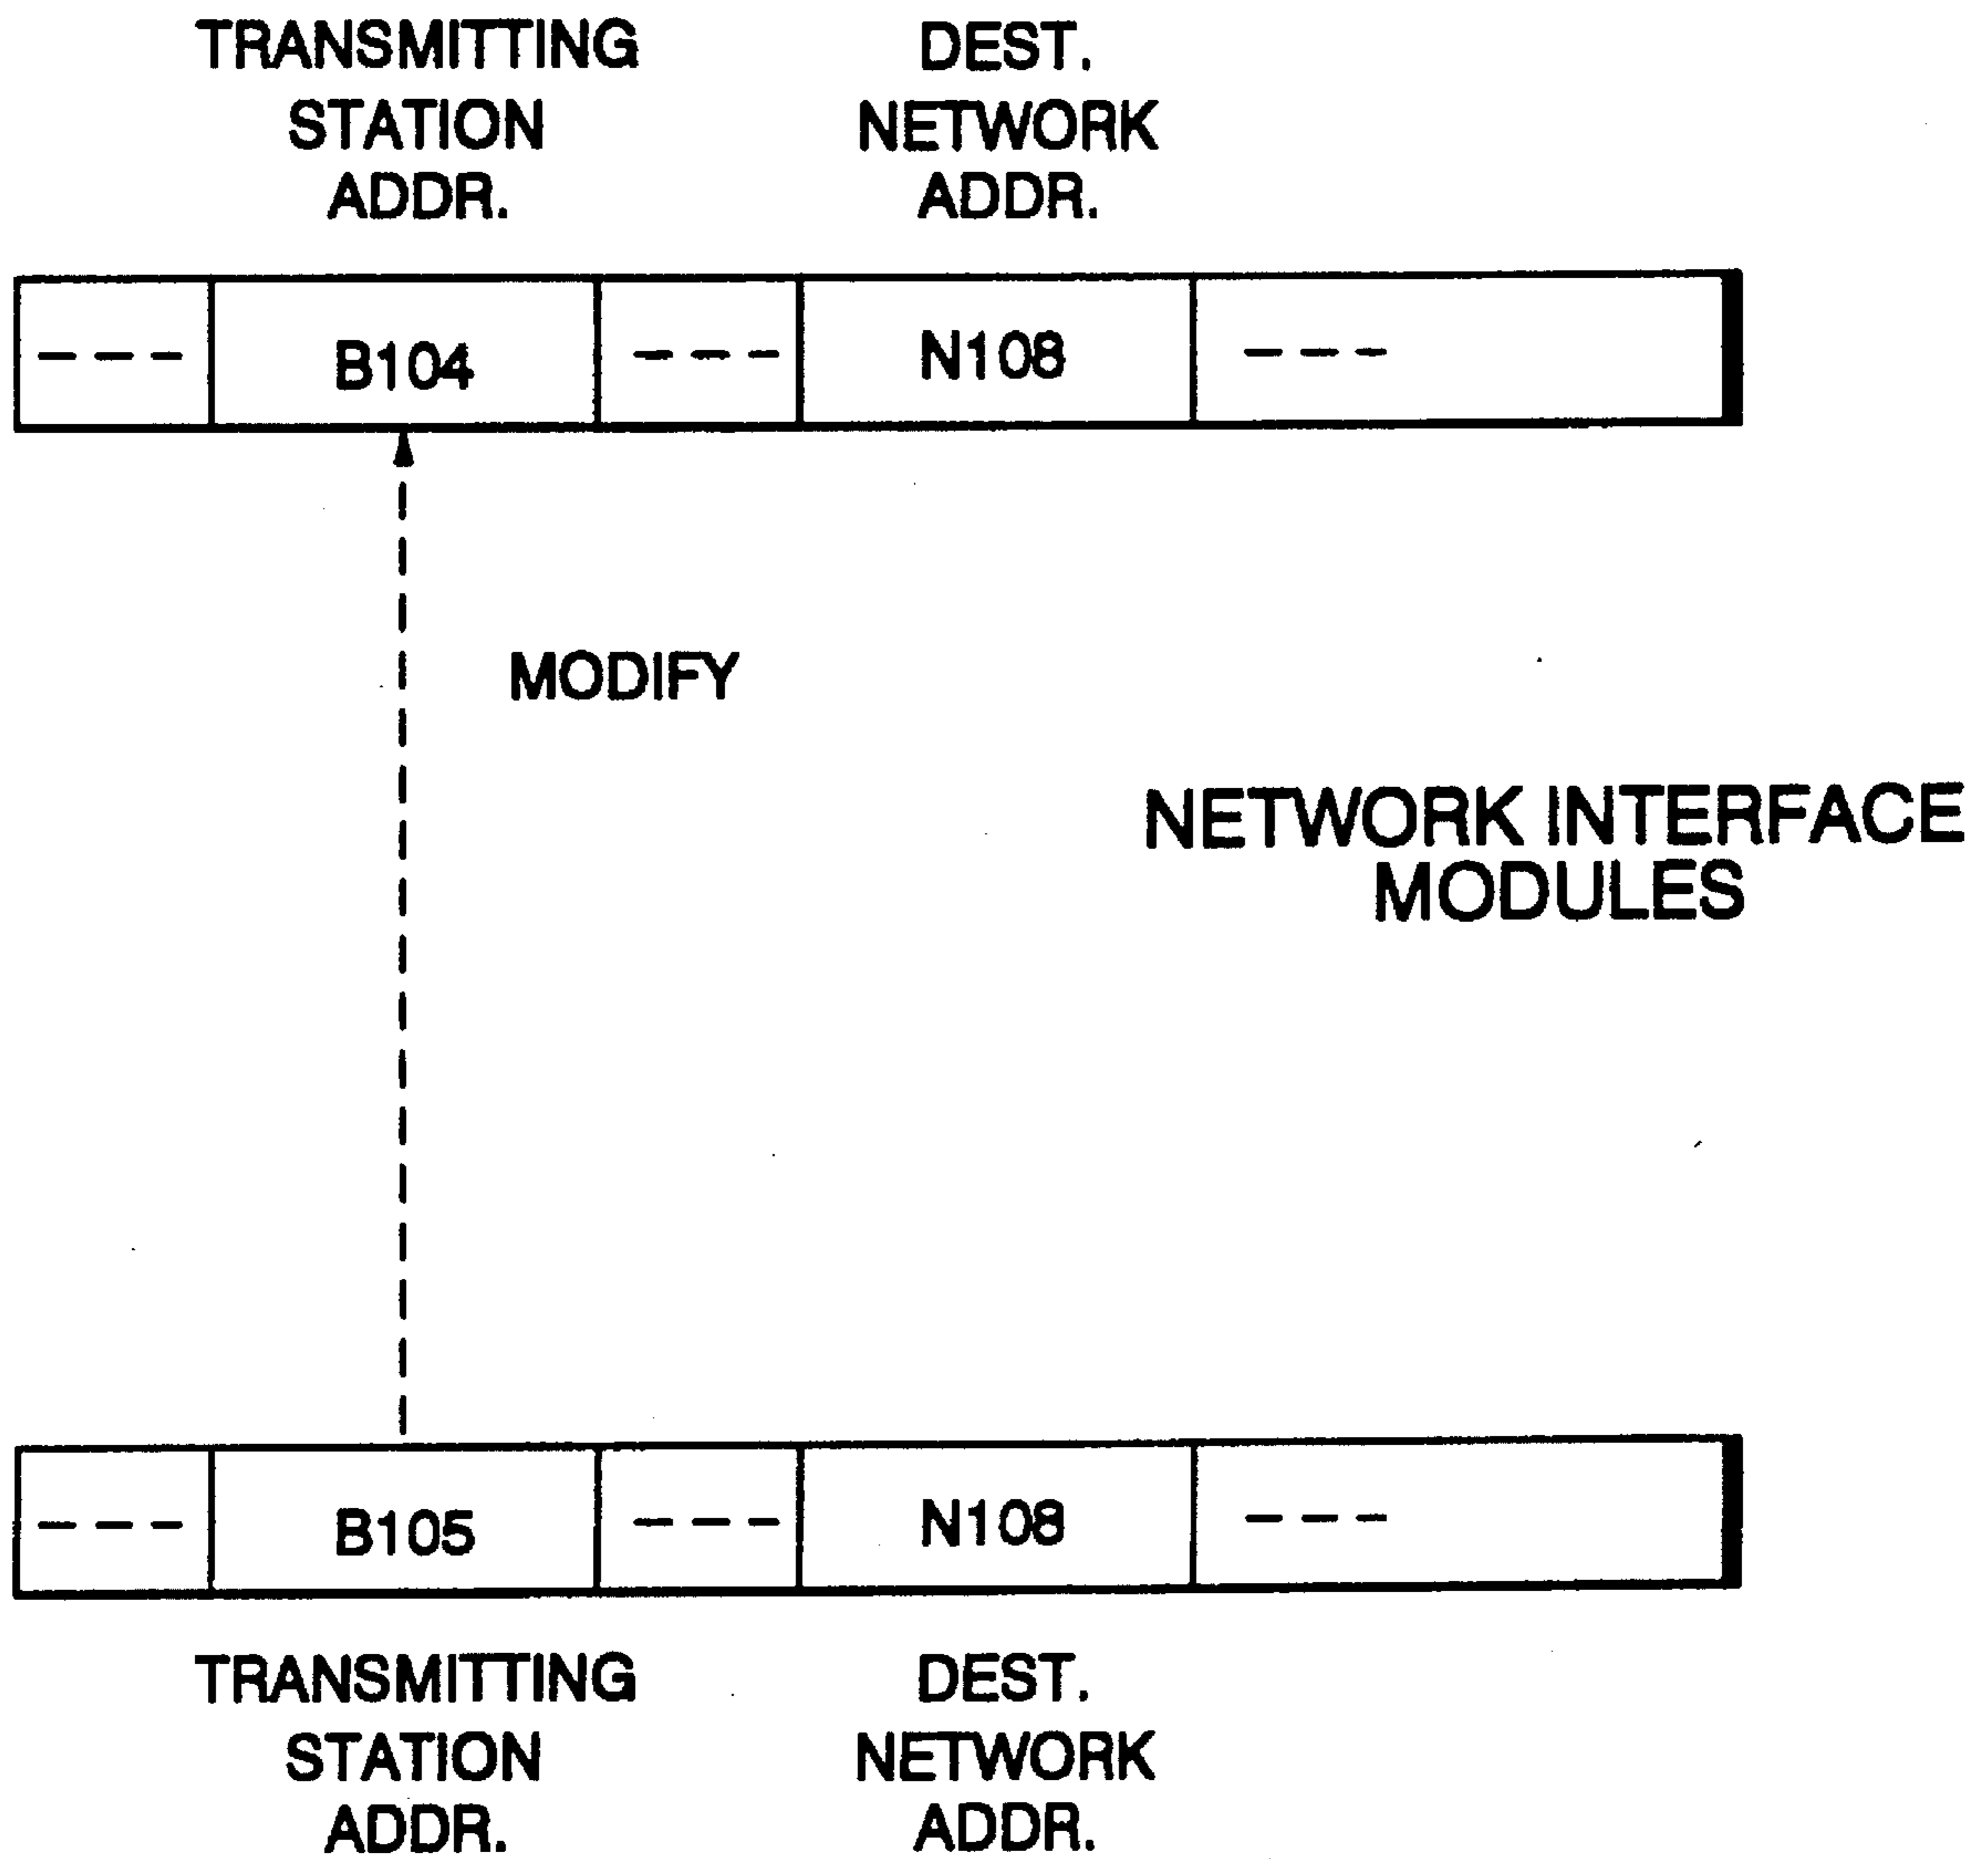 TRANSMITTING STATION ADDR.
DEST. NETWORK ADDR.
--- B104 --- N108 ---
MODIFY
NETWORK INTERFACE
MODULES
--- B105 --- N108 ---
TRANSMITTING STATION ADDR.
DEST. NETWORK ADDR.